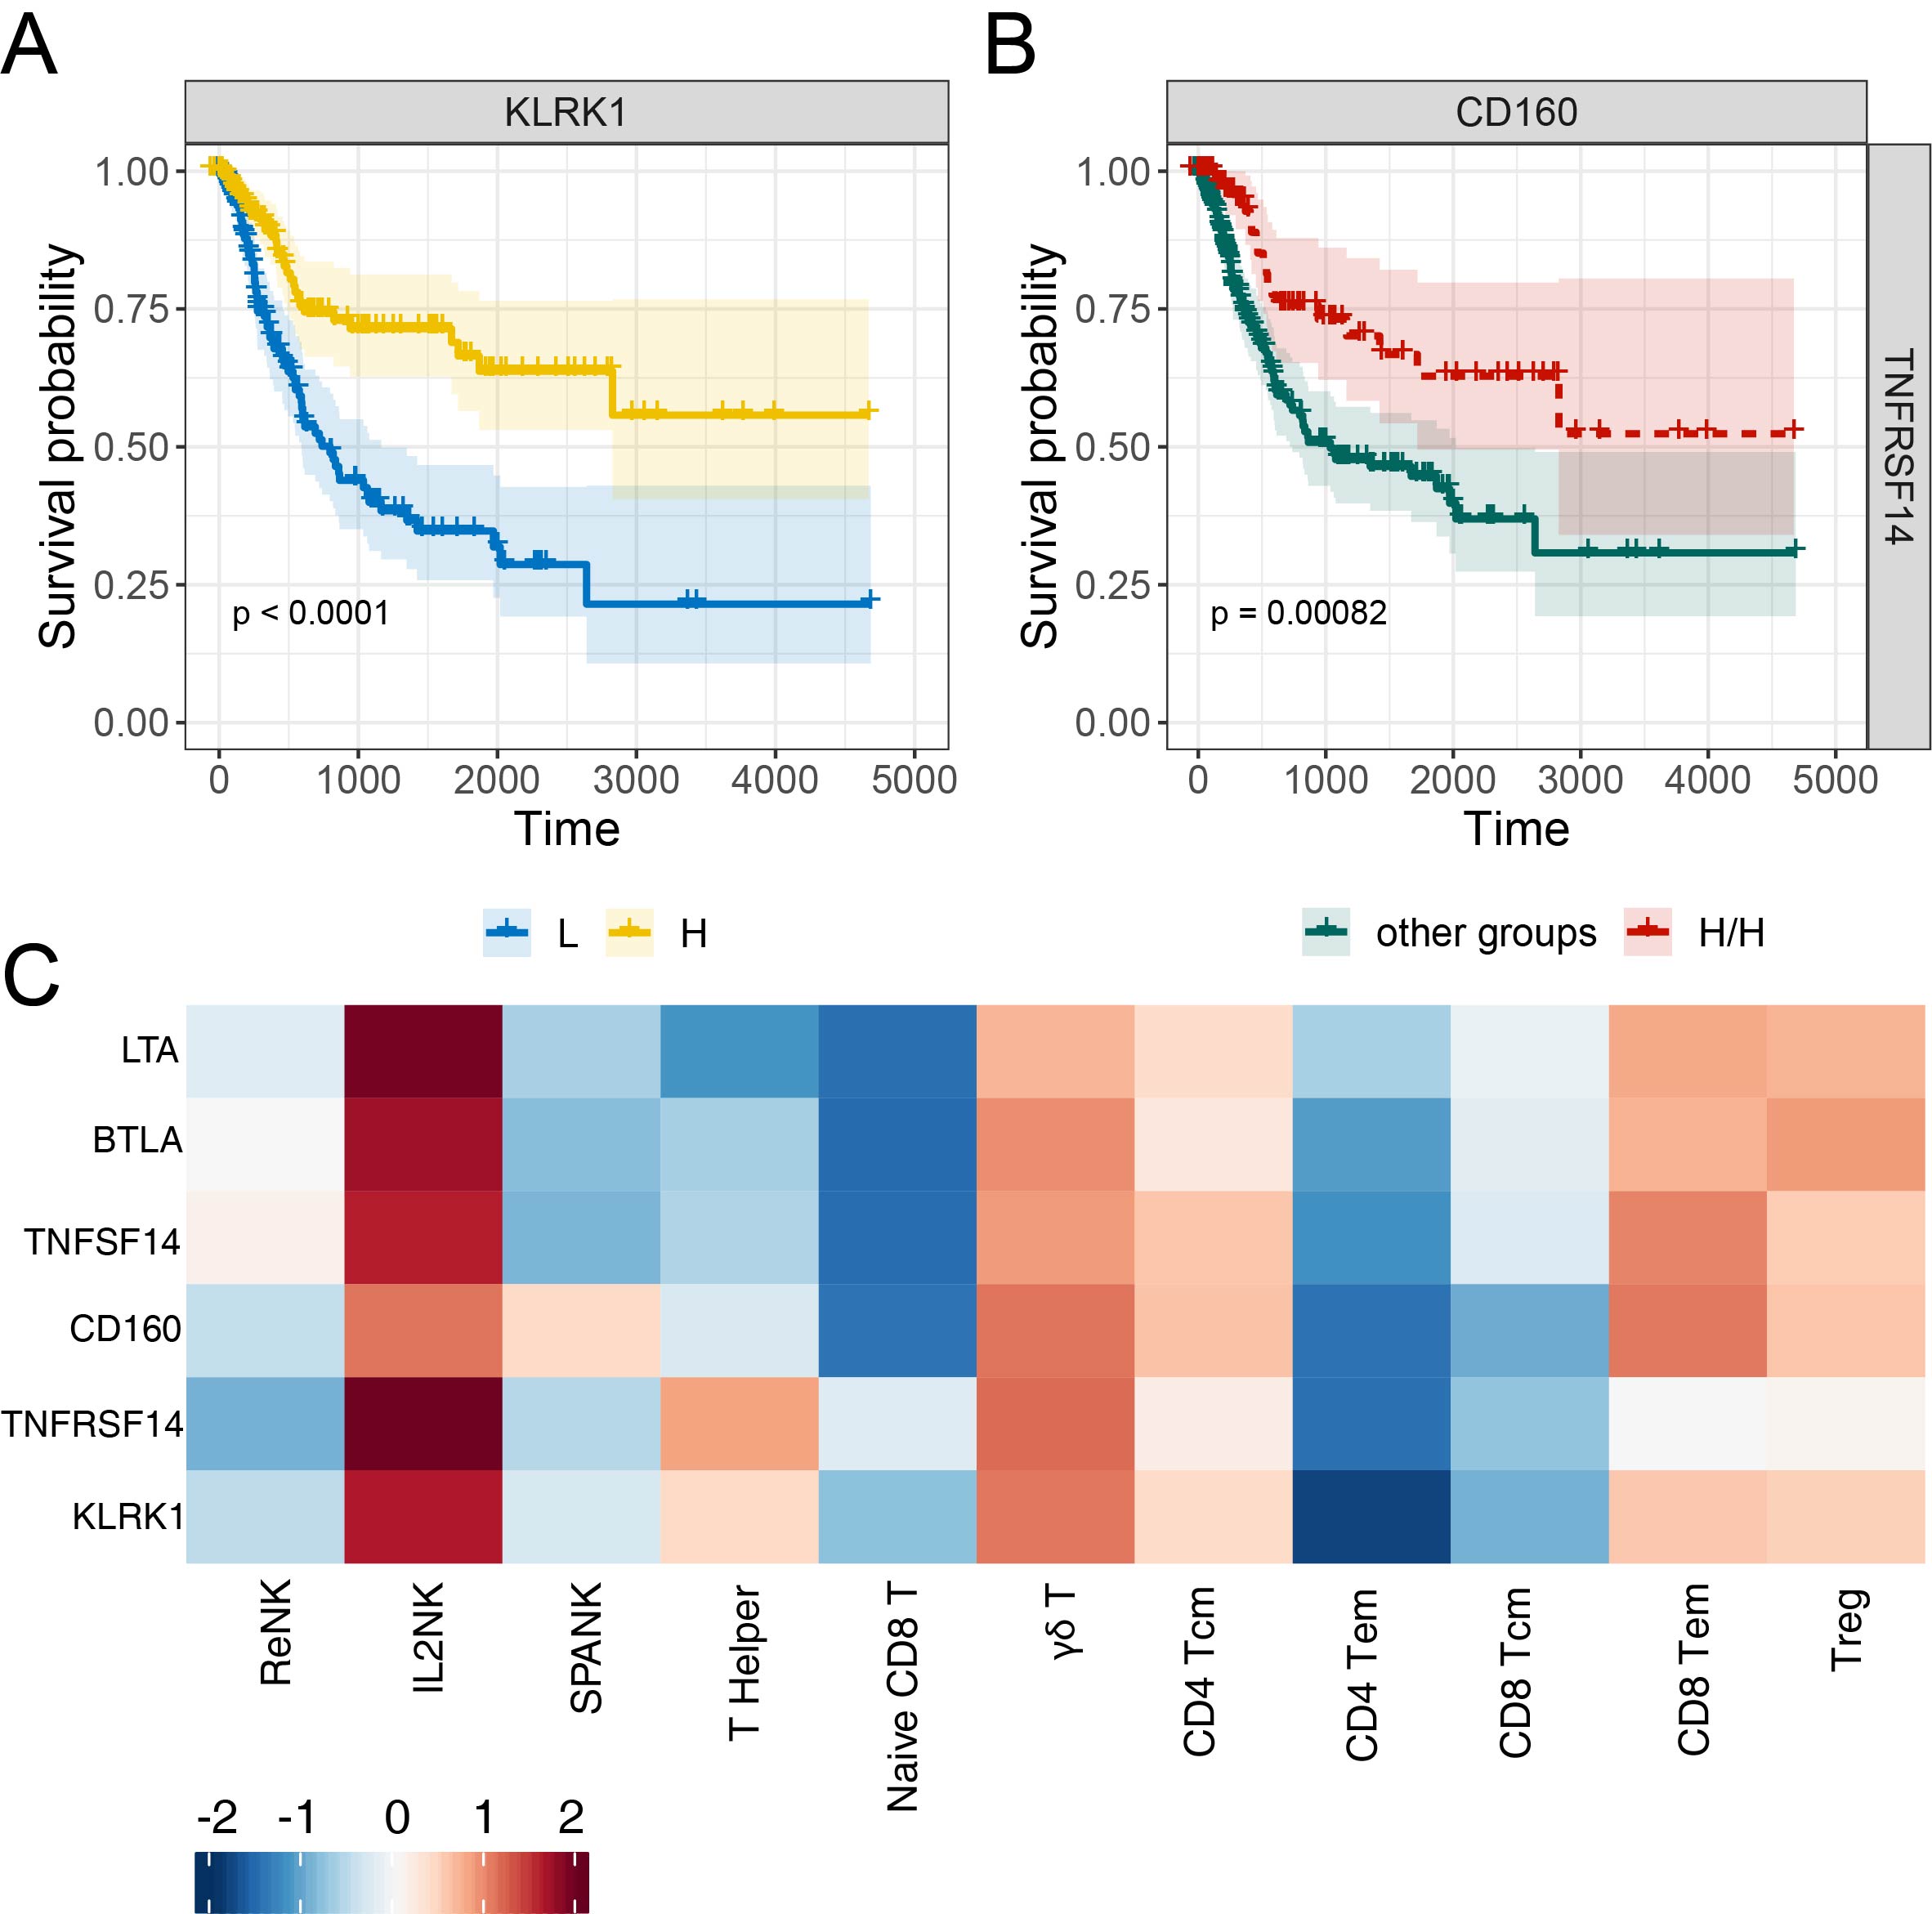 A
B
KLRK1
CD160
TNFRSF14
Survival probability
1.00
0.75
0.50
0.25
0.00
p < 0.0001
0 1000 2000 3000 4000 5000
Time
L H
Survival probability
1.00
0.75
0.50
0.25
0.00
p = 0.00082
0 1000 2000 3000 4000 5000
Time
other groups H/H
C
LTA
BTLA
TNFSF14
CD160
TNFRSF14
KLRK1
ReNK
IL2NK
SPANK
T Helper
Naive CD8 T
γδ T
CD4 Tcm
CD4 Tem
CD8 Tcm
CD8 Tem
Treg
-2 -1 0 1 2